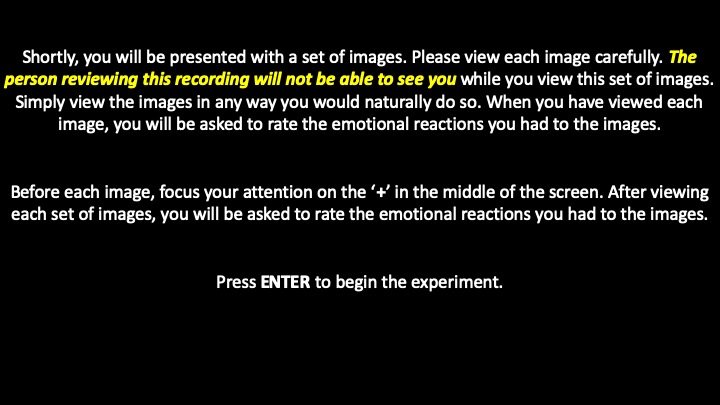 Shortly, you will be presented with a set of images. Please view each image carefully. The
person reviewing this recording will not be able to see you while you view this set of images.
Simply view the images in any way you would naturally do so. When you have viewed each
image, you will be asked to rate the emotional reactions you had to the images.
Before each image, focus your attention on the ‘+’ in the middle of the screen. After viewing
each set of images, you will be asked to rate the emotional reactions you had to the images.
Press ENTER to begin the experiment.